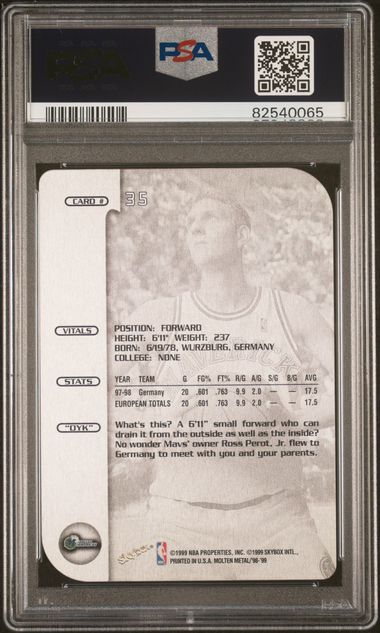 PSA
82540065
CARD # 35
VITALS
POSITION: FORWARD
HEIGHT: 6'11" WEIGHT: 237
BORN: 6/19/78, WURZBURG, GERMANY
COLLEGE: NONE
STATS
YEAR TEAM G FG% FT% R/G A/G S/G B/G AVG
97-98 Germany 20 .601 .763 9.9 2.0 — — 17.5
EUROPEAN TOTALS 20 .601 .763 9.9 2.0 — — 17.5
"DYK"
What's this? A 6'11" small forward who can
drain it from the outside as well as the inside?
No wonder Mavs' owner Ross Perot, Jr. flew to
Germany to meet with you and your parents.
SkyBox
NBA
©1999 NBA PROPERTIES, INC. ©1999 SKYBOX INTL.,
PRINTED IN U.S.A. MOLTEN METAL/'98-'99
PSA